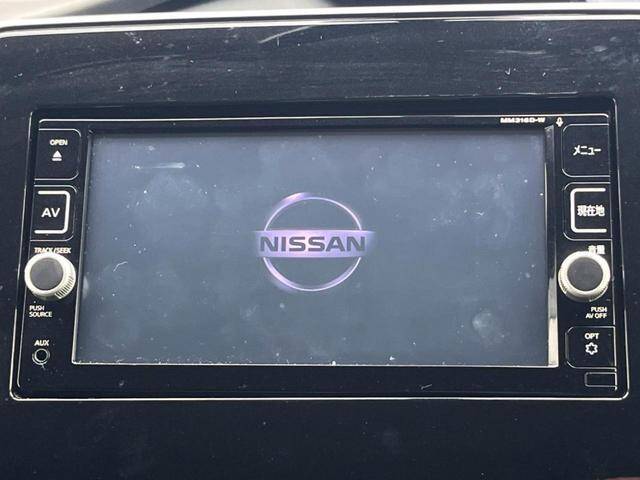 MM316D-W
OPEN
メニュー
AV
現在地
NISSAN
TRACK/SEEK
音量
PUSH
SOURCE
PUSH
AV OFF
AUX
OPT